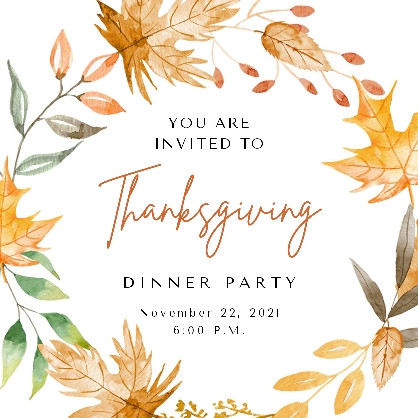 YOU ARE
INVITED TO
Thanksgiving
DINNER PARTY
November 22, 2021
6:00 P.M.